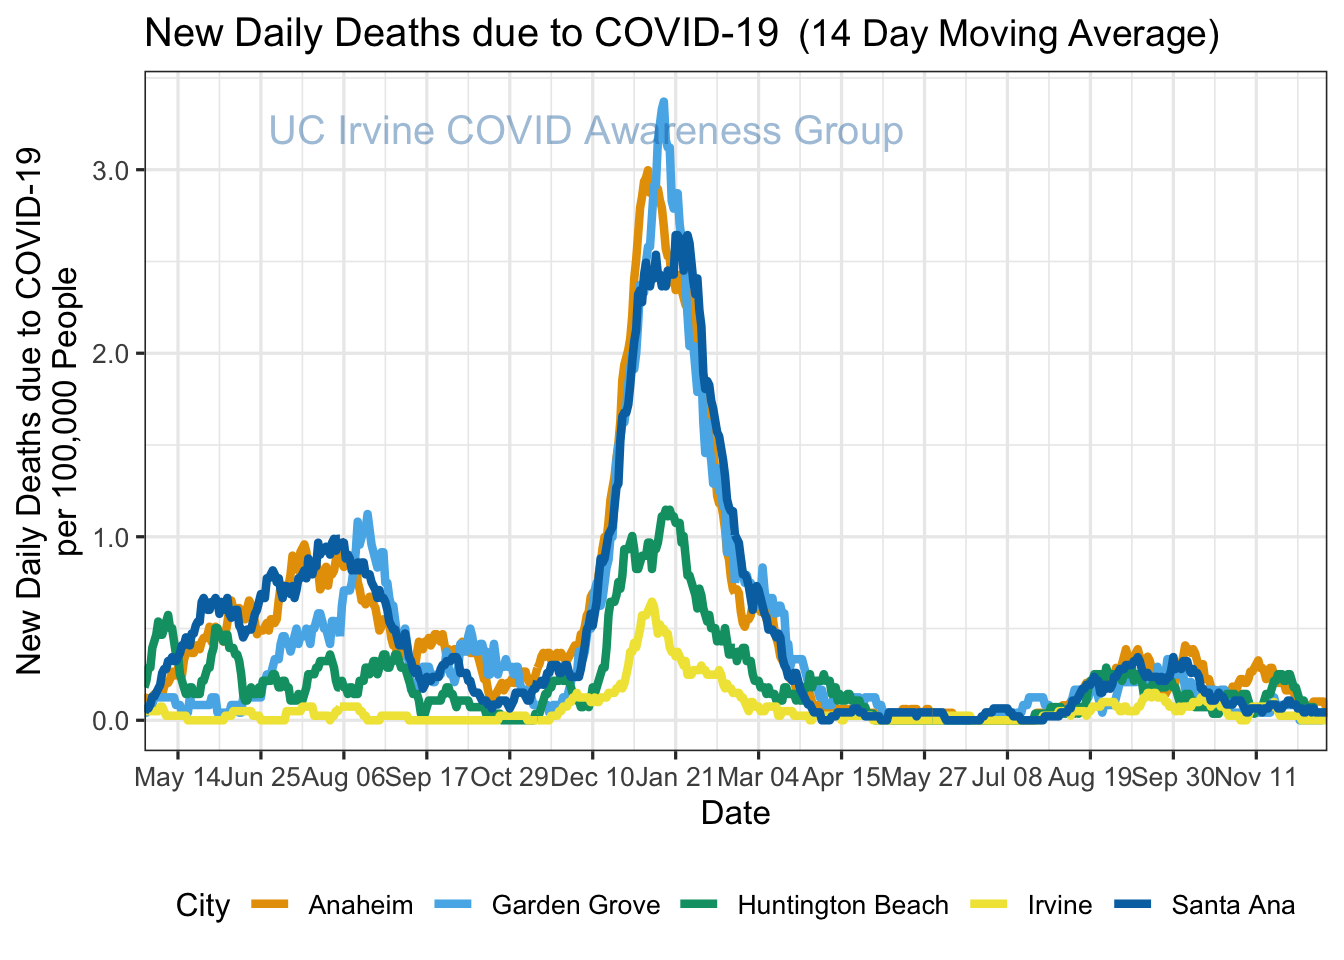 New Daily Deaths due to COVID-19 (14 Day Moving Average)
UC Irvine COVID Awareness Group
New Daily Deaths due to COVID-19
per 100,000 People
3.0
2.0
1.0
0.0
May 14 Jun 25 Aug 06 Sep 17 Oct 29 Dec 10 Jan 21 Mar 04 Apr 15 May 27 Jul 08 Aug 19 Sep 30 Nov 11
Date
City Anaheim Garden Grove Huntington Beach Irvine Santa Ana